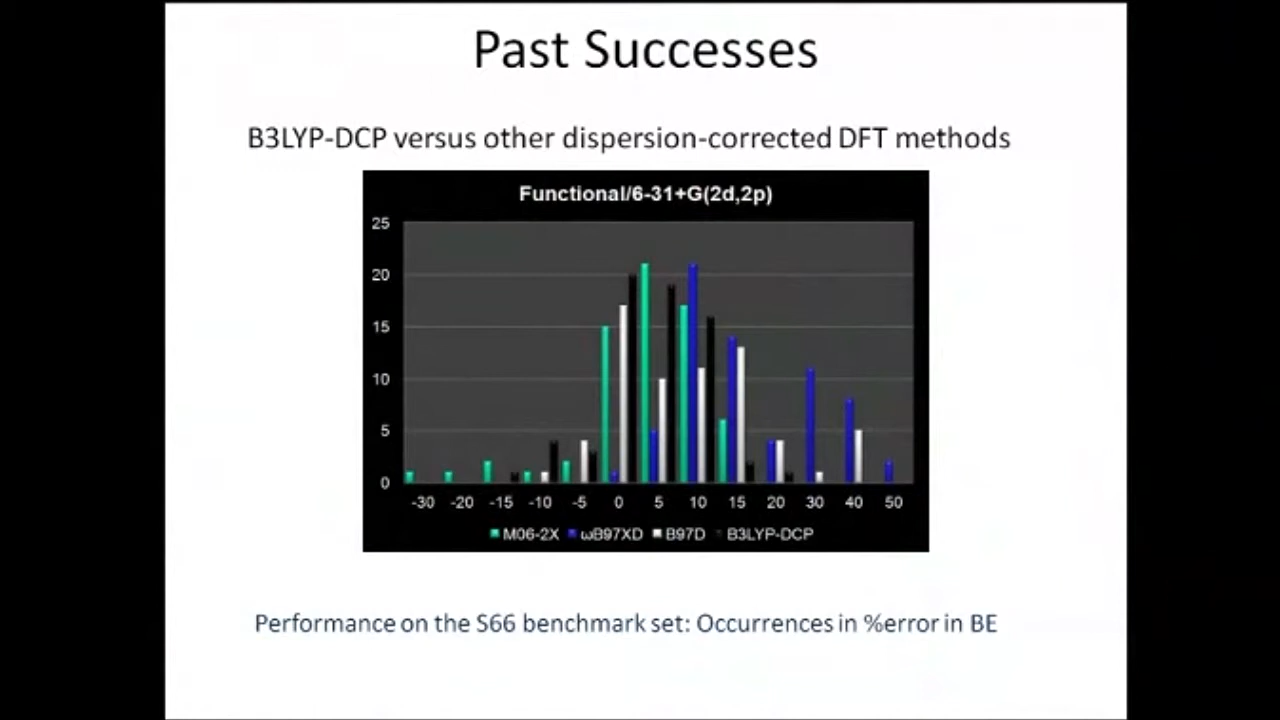 Past Successes
B3LYP-DCP versus other dispersion-corrected DFT methods
Functional/6-31+G(2d,2p)
25
20
15
10
5
0
-30 -20 -15 -10 -5 0 5 10 15 20 30 40 50
M06-2X ωB97XD B97D B3LYP-DCP
Performance on the S66 benchmark set: Occurrences in %error in BE